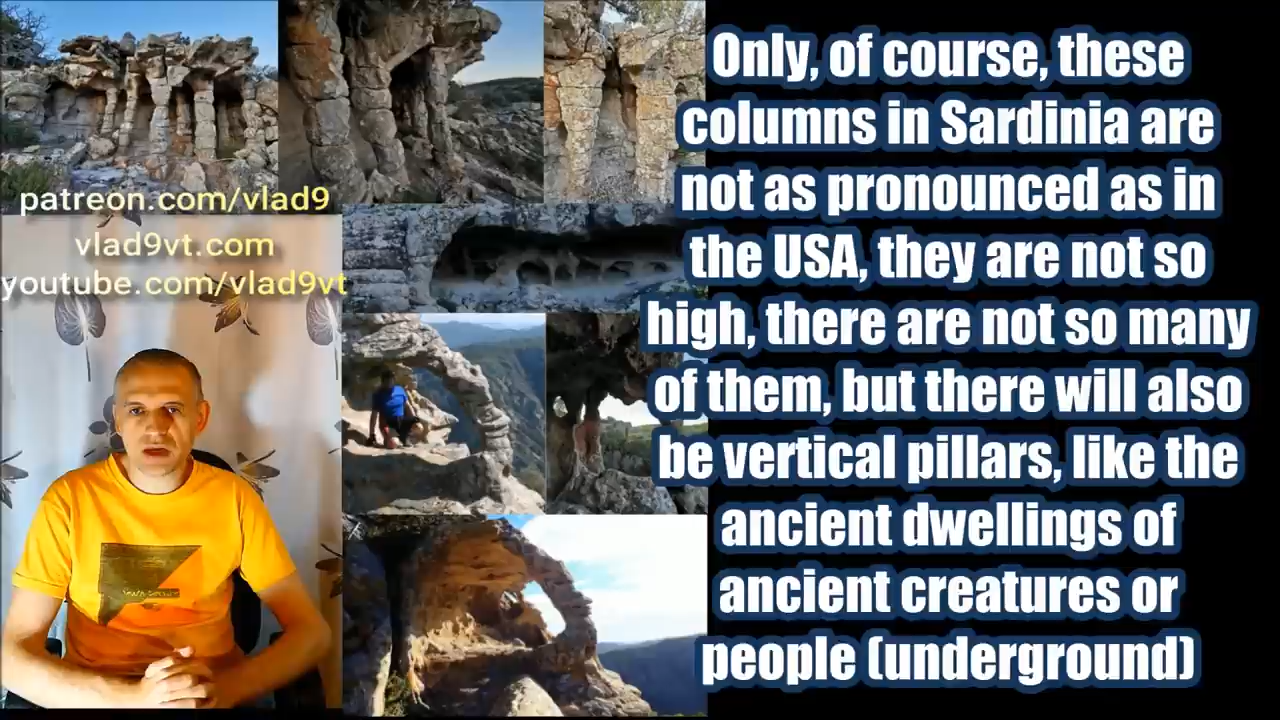 patreon.com/vlad9
vlad9vt.com
youtube.com/vlad9vt
Only, of course, these
columns in Sardinia are
not as pronounced as in
the USA, they are not so
high, there are not so many
of them, but there will also
be vertical pillars, like the
ancient dwellings of
ancient creatures or
people (underground)